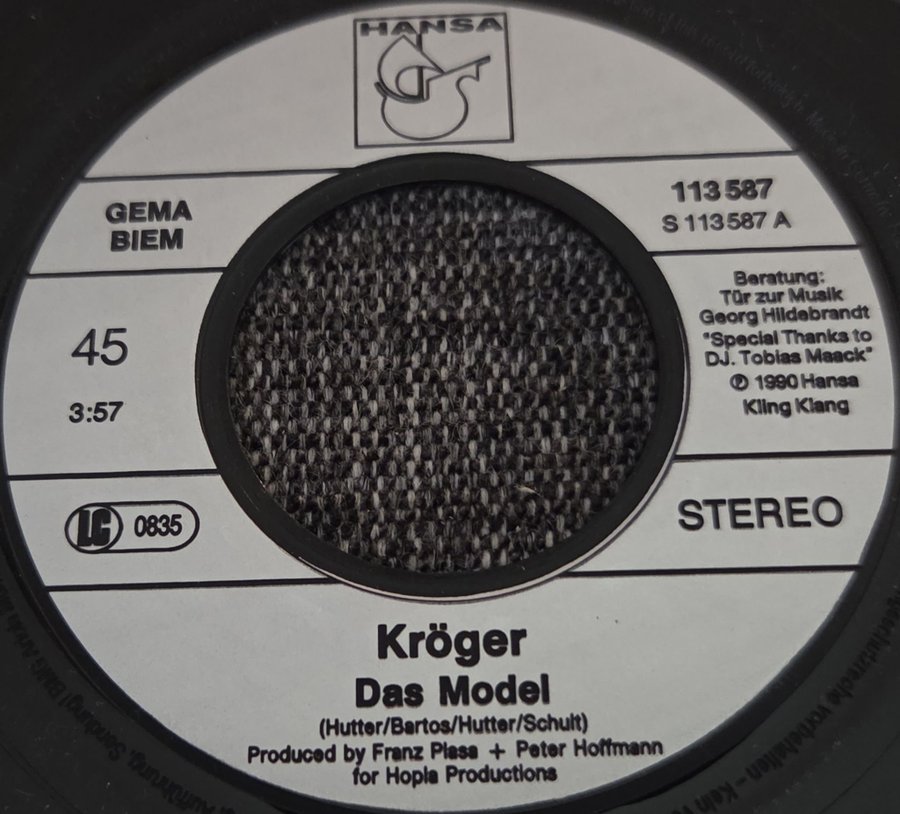 HANSA
GEMA
BIEM
113 587
S 113 587 A
45
3:57
Beratung:
Tür zur Musik
Georg Hildebrandt
"Special Thanks to
DJ. Tobias Maack"
℗ 1990 Hansa
Kling Klang
LC 0835
STEREO
Kröger
Das Model
(Hutter/Bartos/Hutter/Schult)
Produced by Franz Plasa + Peter Hoffmann
for Hopla Productions